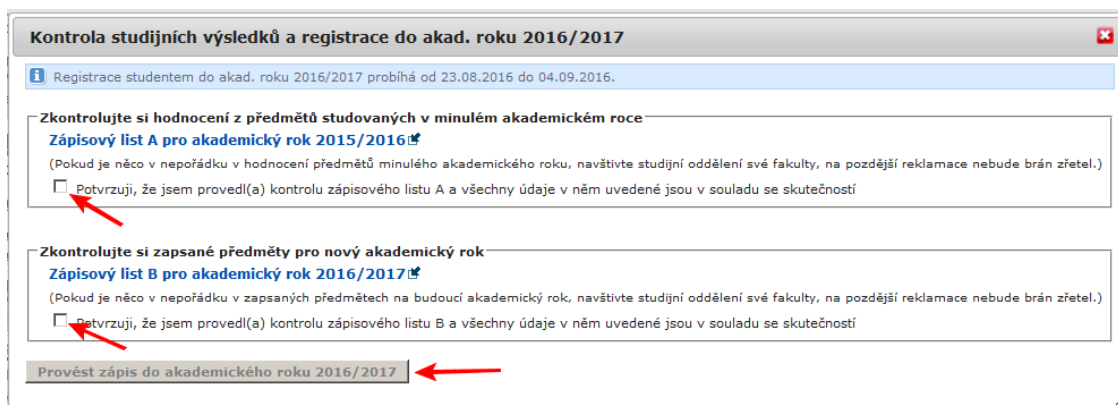 Kontrola studijních výsledků a registrace do akad. roku 2016/2017
Registrace studentem do akad. roku 2016/2017 probíhá od 23.08.2016 do 04.09.2016.
Zkontrolujte si hodnocení z předmětů studovaných v minulém akademickém roce
Zápisový list A pro akademický rok 2015/2016
(Pokud je něco v nepořádku v hodnocení předmětů minulého akademického roku, navštivte studijní oddělení své fakulty, na pozdější reklamace nebude brán zřetel.)
Potvrzuji, že jsem provedl(a) kontrolu zápisového listu A a všechny údaje v něm uvedené jsou v souladu se skutečností
Zkontrolujte si zapsané předměty pro nový akademický rok
Zápisový list B pro akademický rok 2016/2017
(Pokud je něco v nepořádku v zapsaných předmětech na budoucí akademický rok, navštivte studijní oddělení své fakulty, na pozdější reklamace nebude brán zřetel.)
Potvrzuji, že jsem provedl(a) kontrolu zápisového listu B a všechny údaje v něm uvedené jsou v souladu se skutečností
Provést zápis do akademického roku 2016/2017